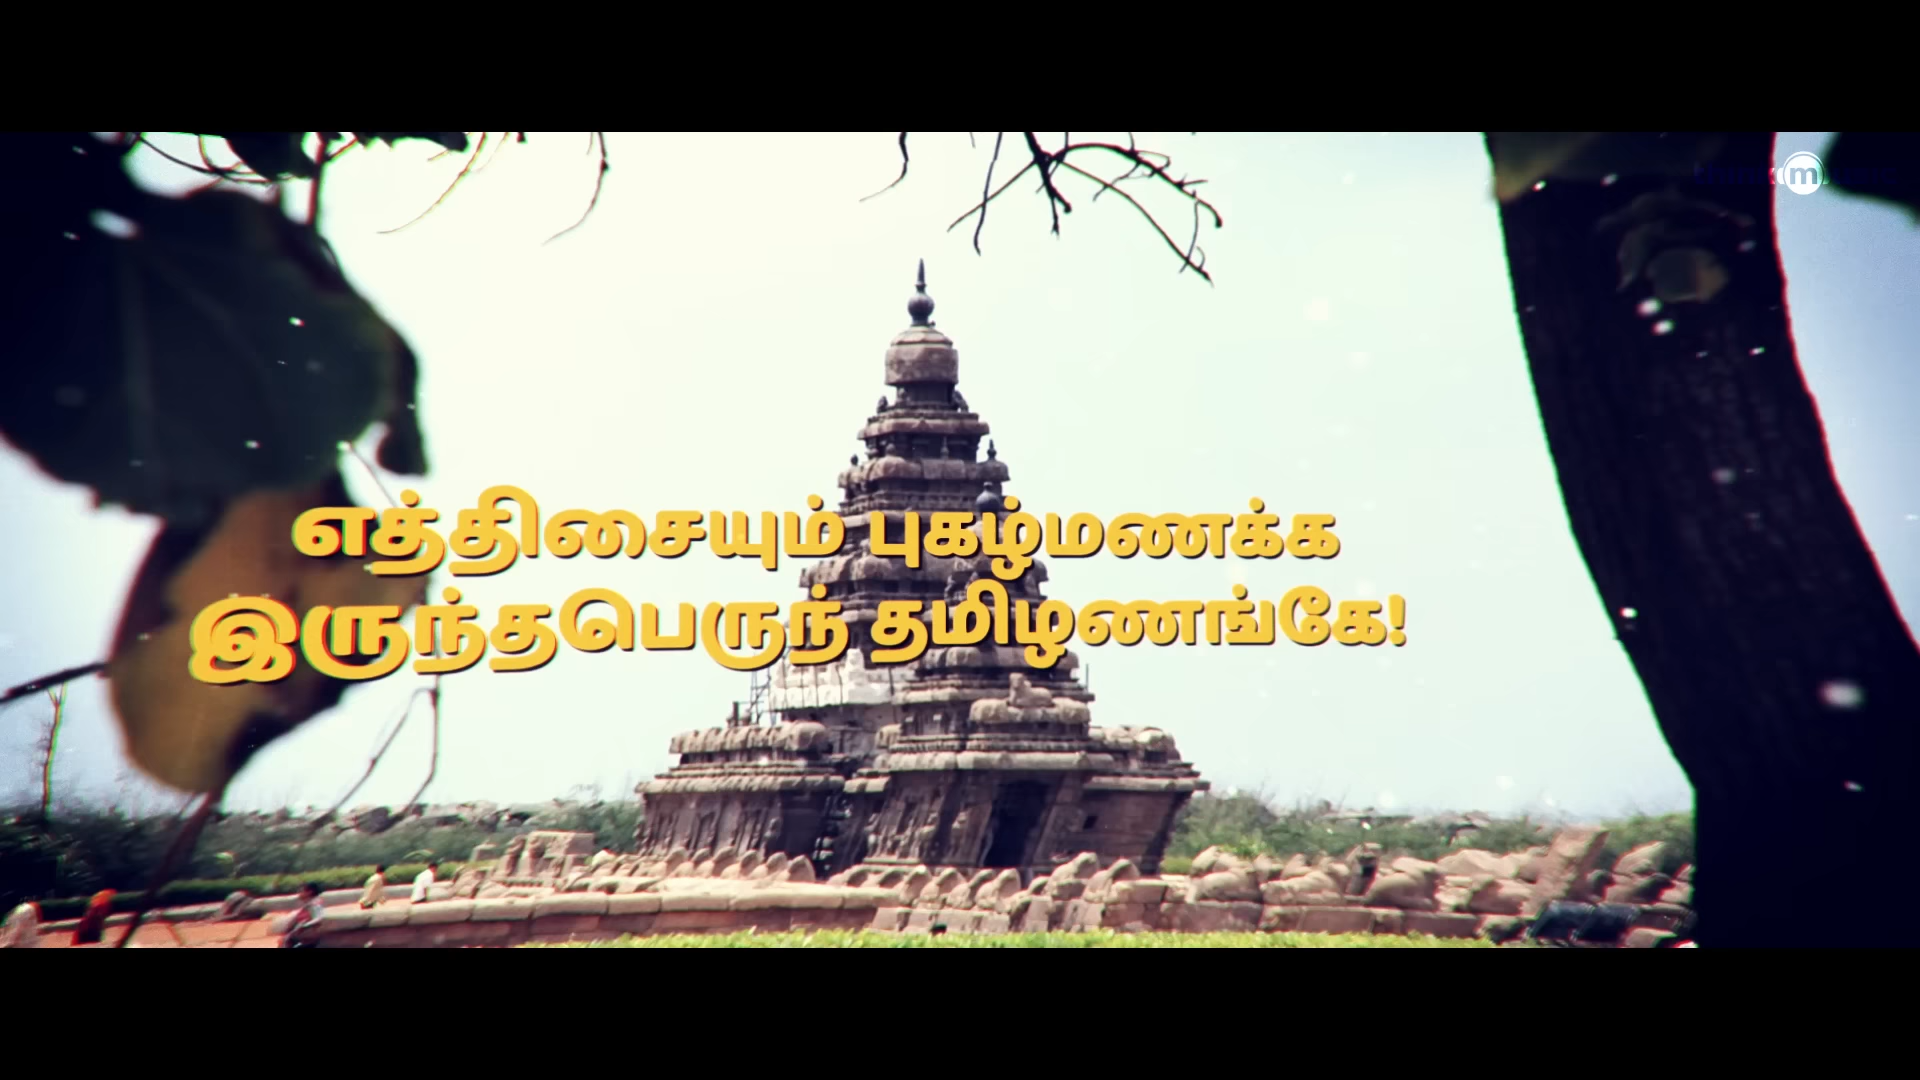 எத்திசையும் புகழ்மணக்க
இருந்தபெருந் தமிழணங்கே!
m